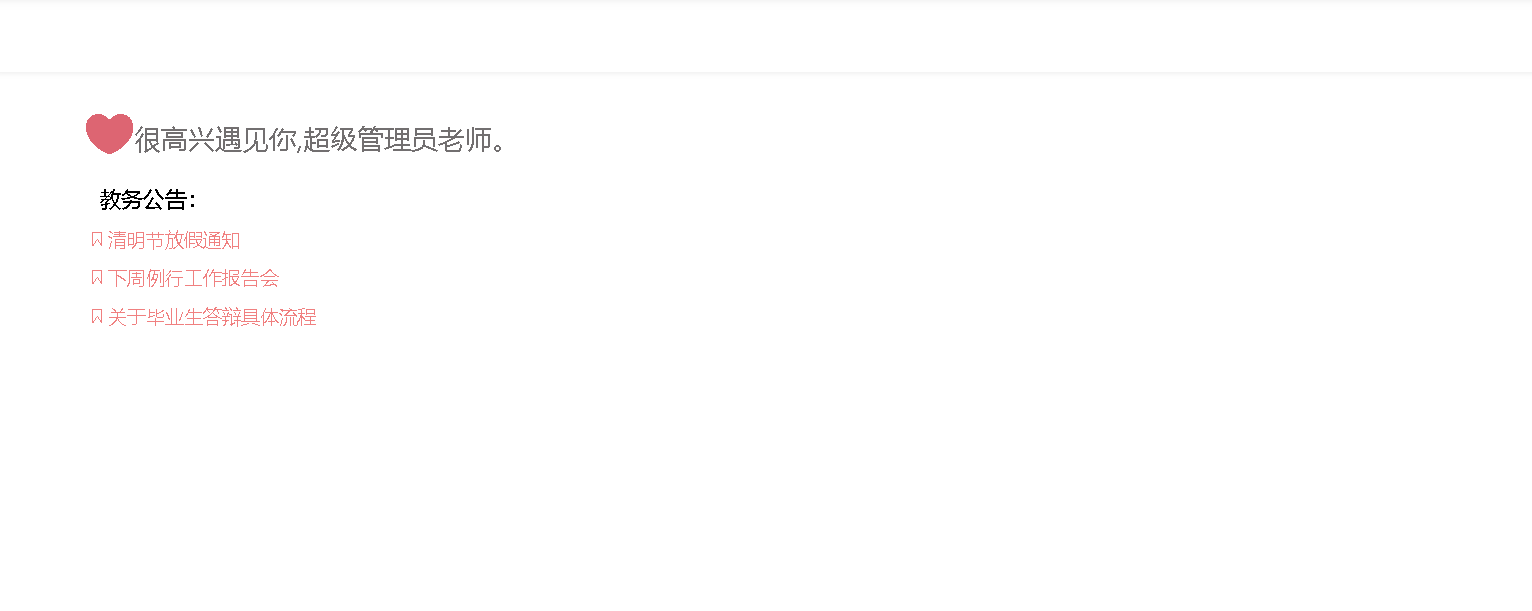 很高兴遇见你,超级管理员老师。
教务公告：
清明节放假通知
下周例行工作报告会
关于毕业生答辩具体流程